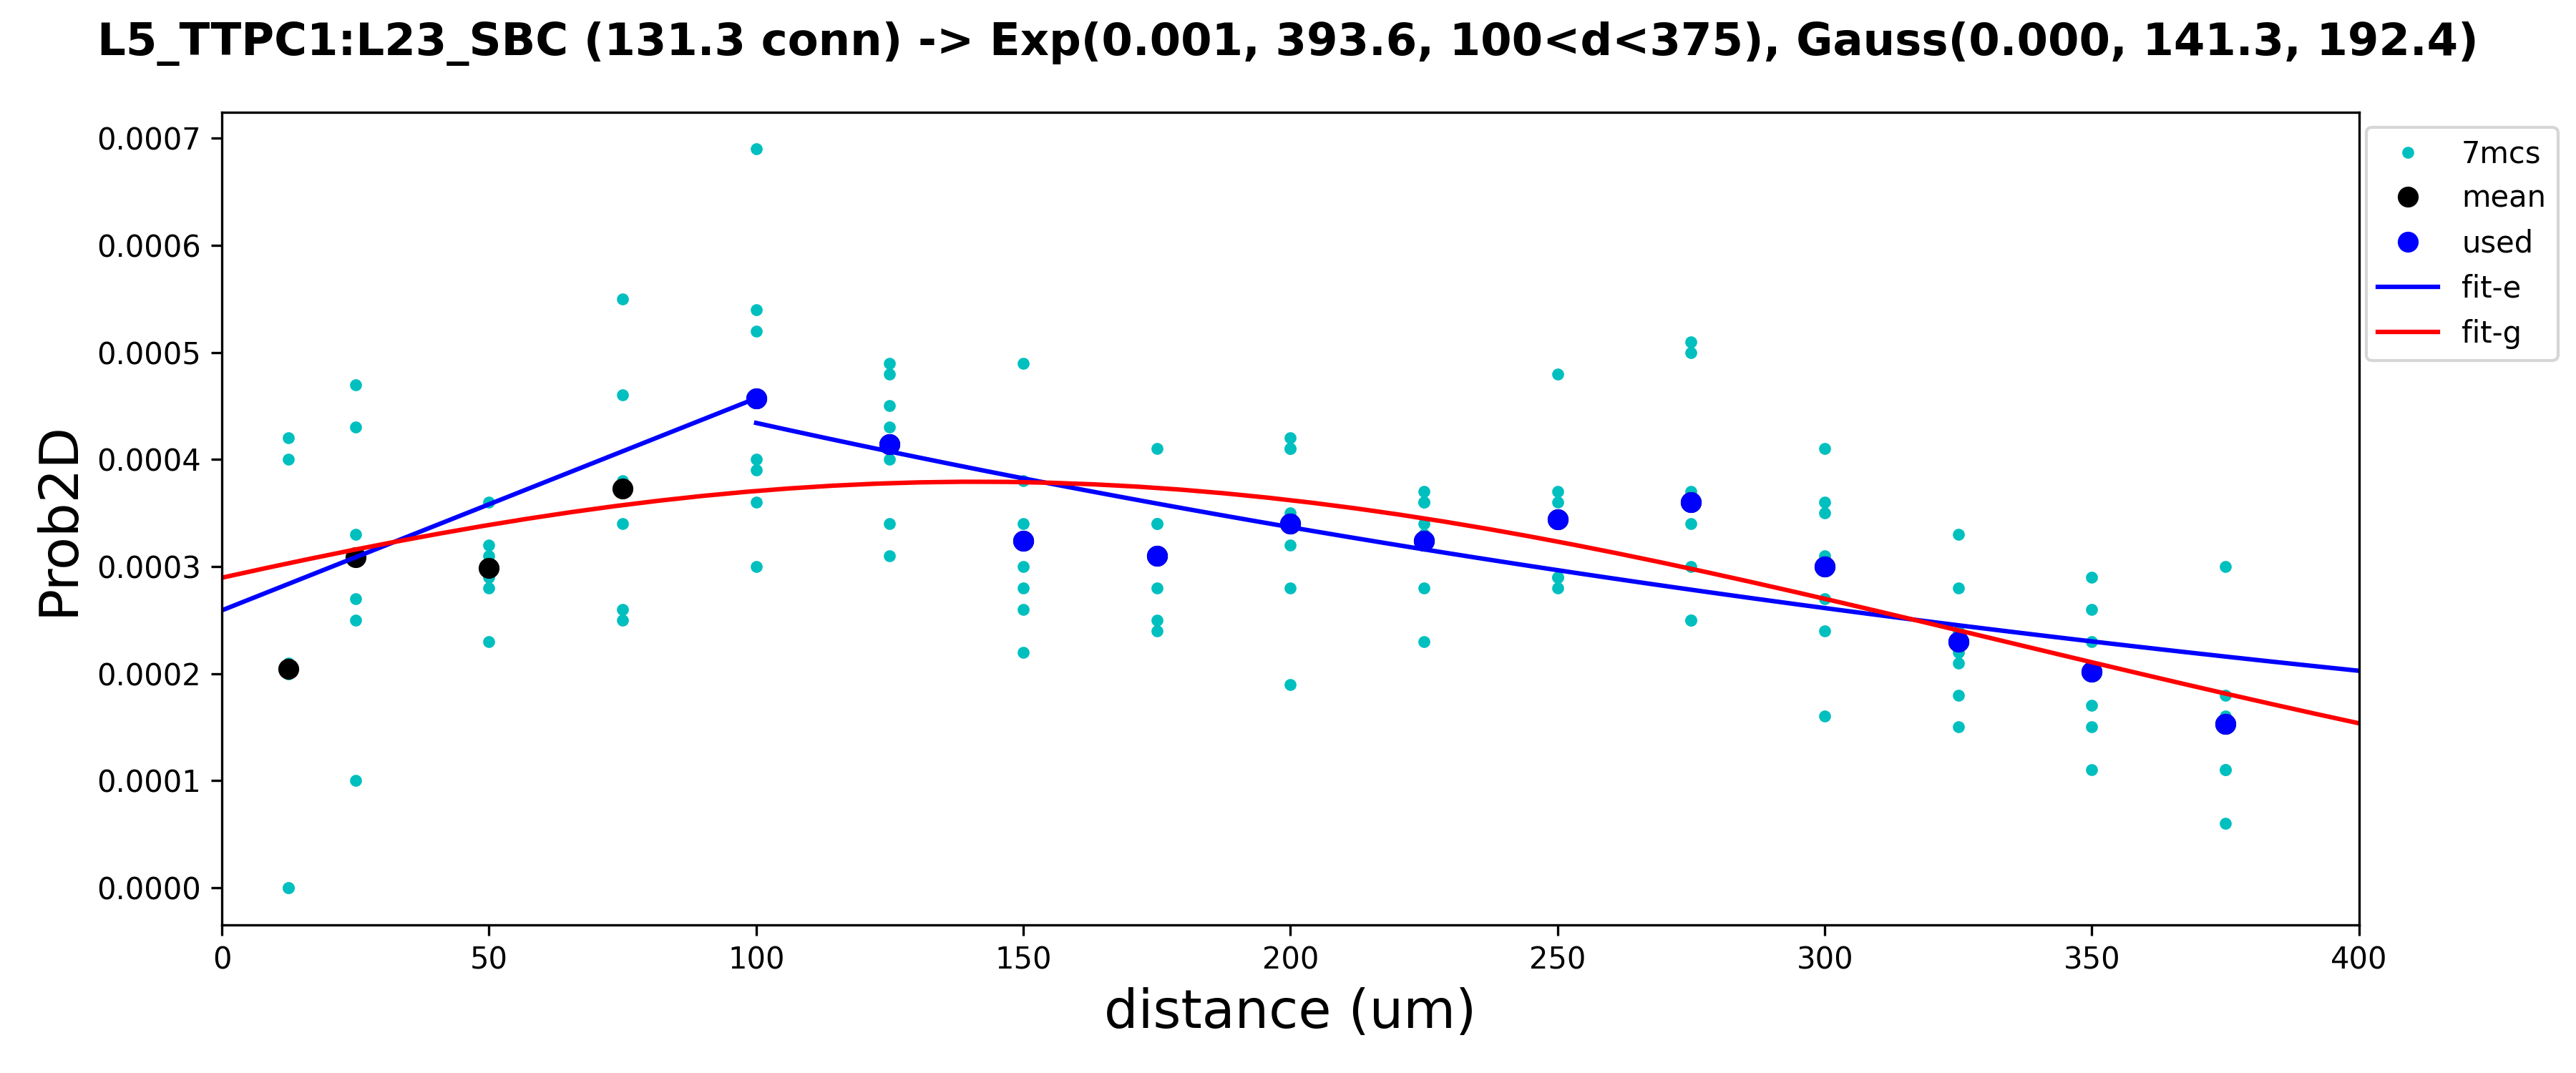 L5_TTPC1:L23_SBC (131.3 conn) -> Exp(0.001, 393.6, 100<d<375), Gauss(0.000, 141.3, 192.4)
0.0007
0.0006
0.0005
0.0004
0.0003
0.0002
0.0001
0.0000
Prob2D
0 50 100 150 200 250 300 350 400
distance (um)
7mcs
mean
used
fit-e
fit-g